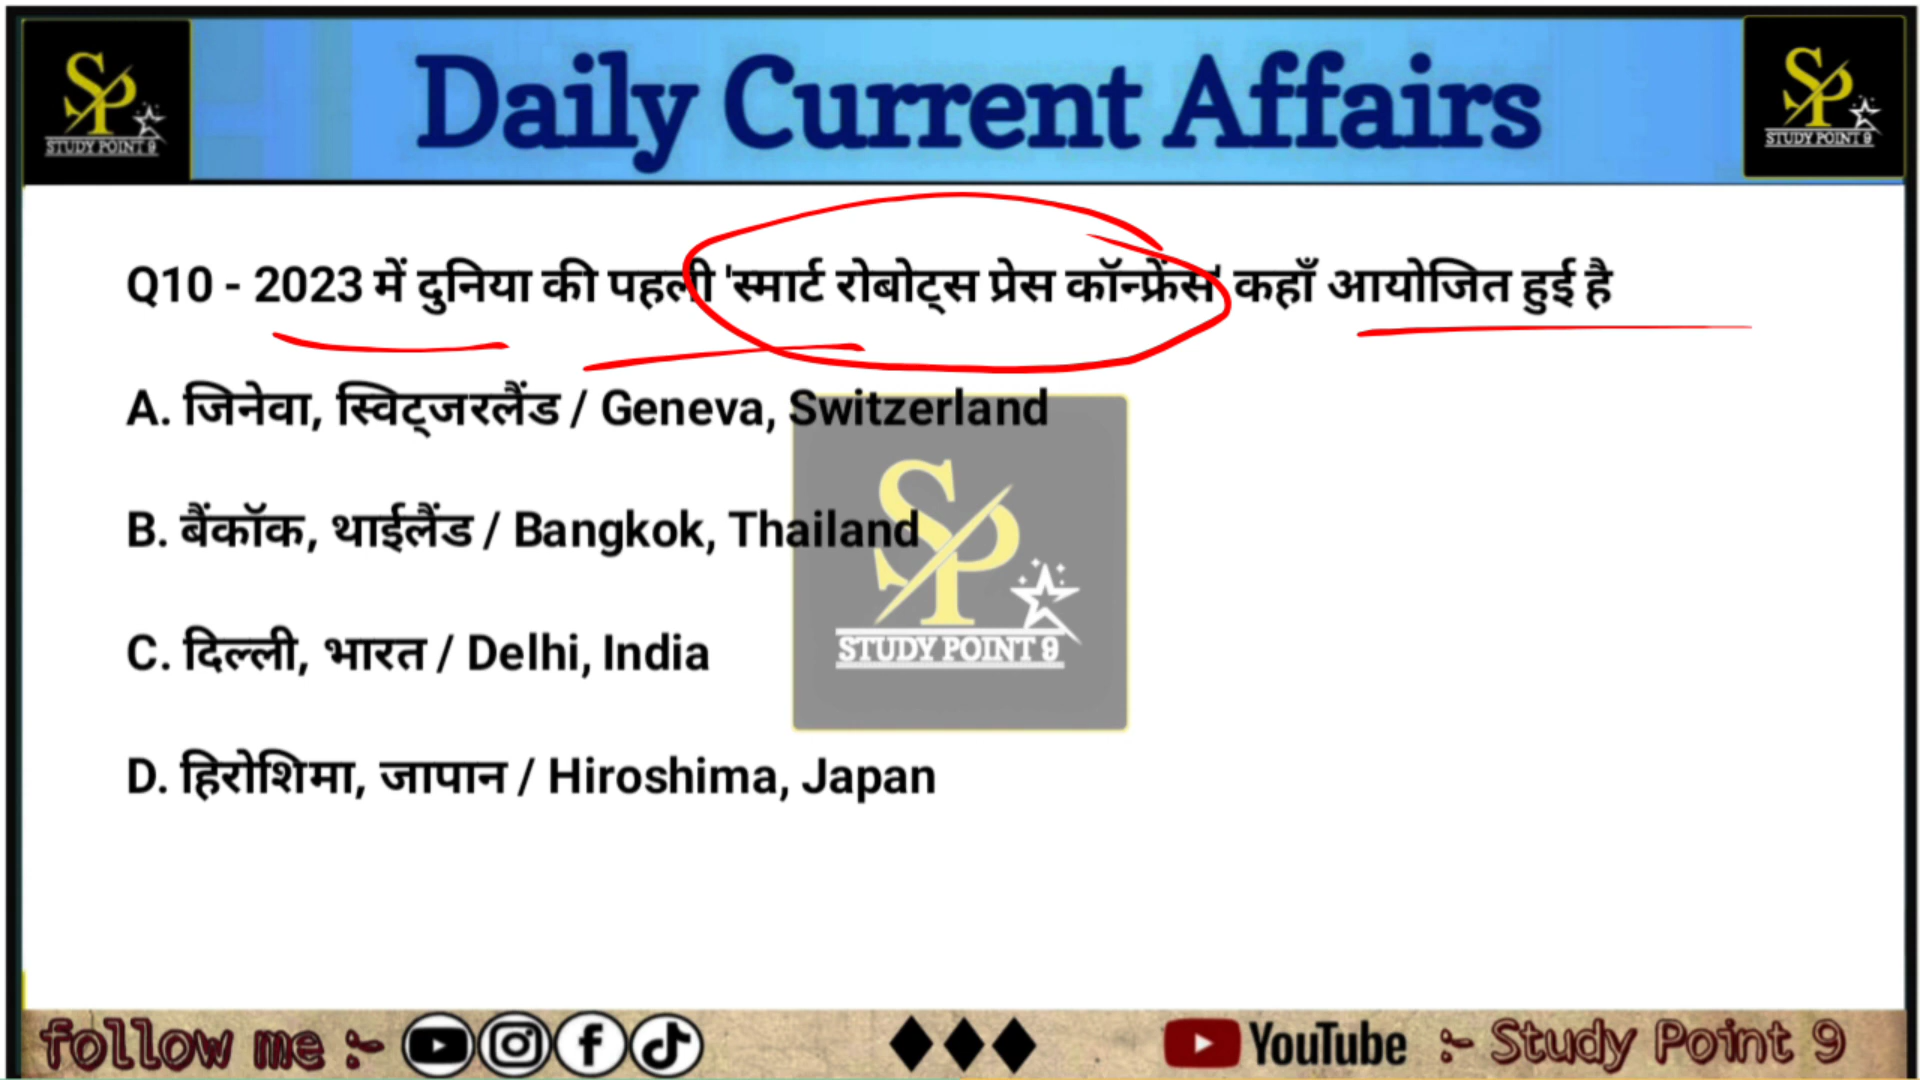 SP
STUDY POINT 9
Daily Current Affairs
SP
STUDY POINT 9
Q10 - 2023 में दुनिया की पहली 'स्मार्ट रोबोट्स प्रेस कॉन्फ्रेंस' कहाँ आयोजित हुई है
A. जिनेवा, स्विट्जरलैंड / Geneva, Switzerland
B. बैंकॉक, थाईलैंड / Bangkok, Thailand
C. दिल्ली, भारत / Delhi, India
D. हिरोशिमा, जापान / Hiroshima, Japan
SP
STUDY POINT 9
follow me :-
YouTube :- Study Point 9